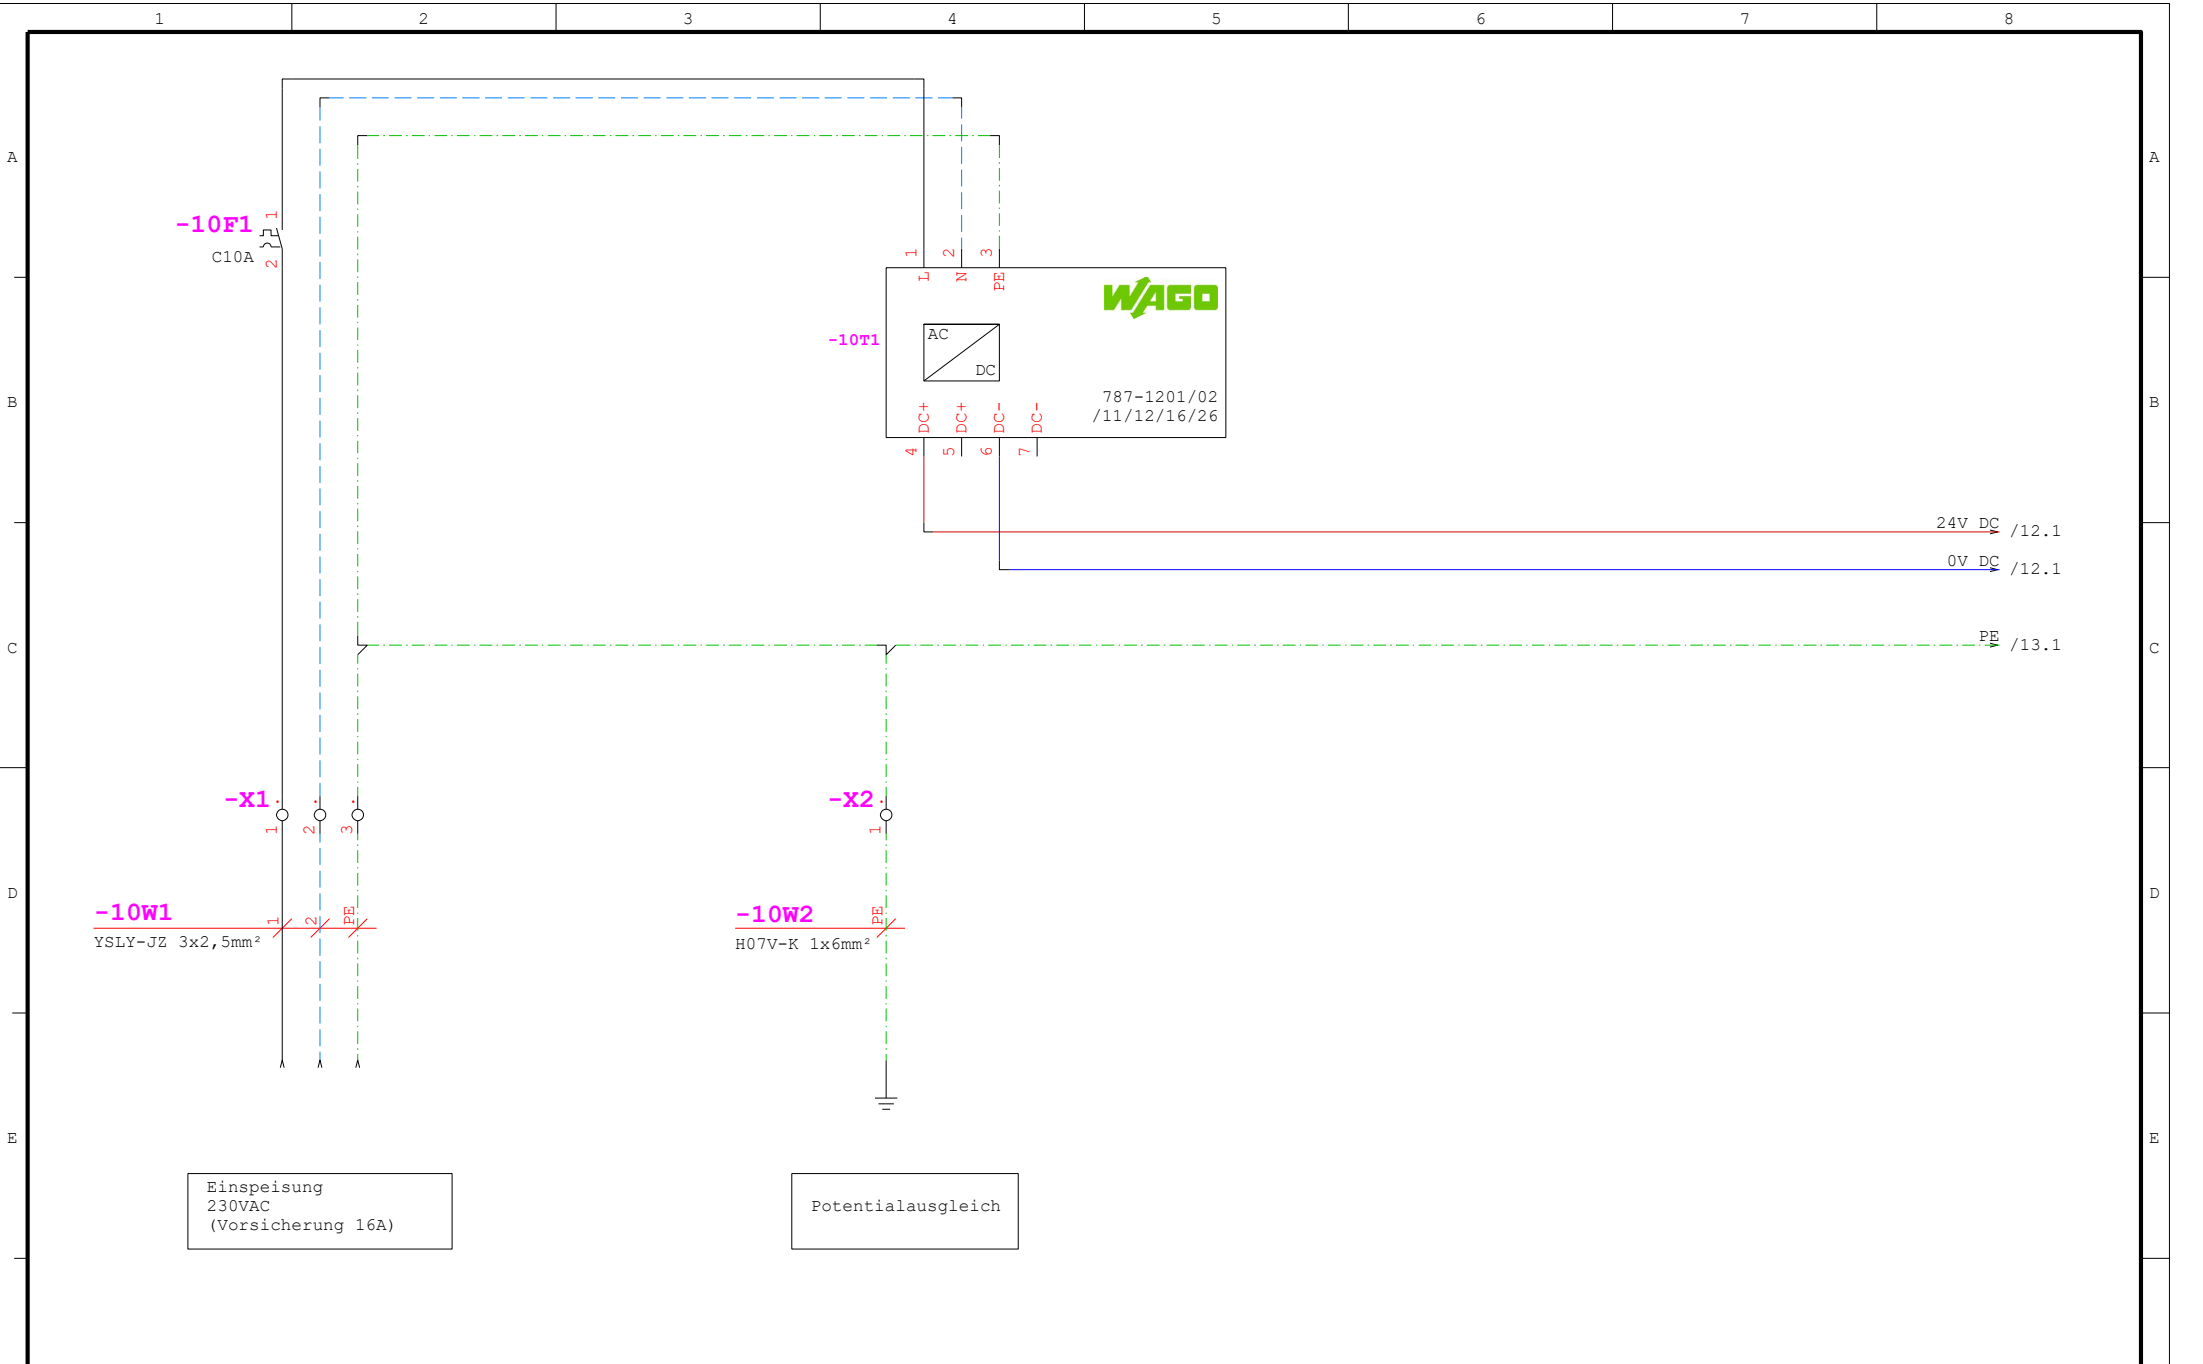 1 2 3 4 5 6 7 8
A A
-10F1 1
C10A 2
1 2 3
L N PE
WAGO
-10T1
AC
DC
787-1201/02
/11/12/16/26
B B
DC+ DC+ DC- DC-
4 5 6 7
24V DC /12.1
0V DC /12.1
PE /13.1
C C
-X1 -X2
1 2 3 1
D D
-10W1 1 2 PE
YSLY-JZ 3x2,5mm²
-10W2 PE
H07V-K 1x6mm²
E E
Einspeisung
230VAC
(Vorsicherung 16A)
Potentialausgleich